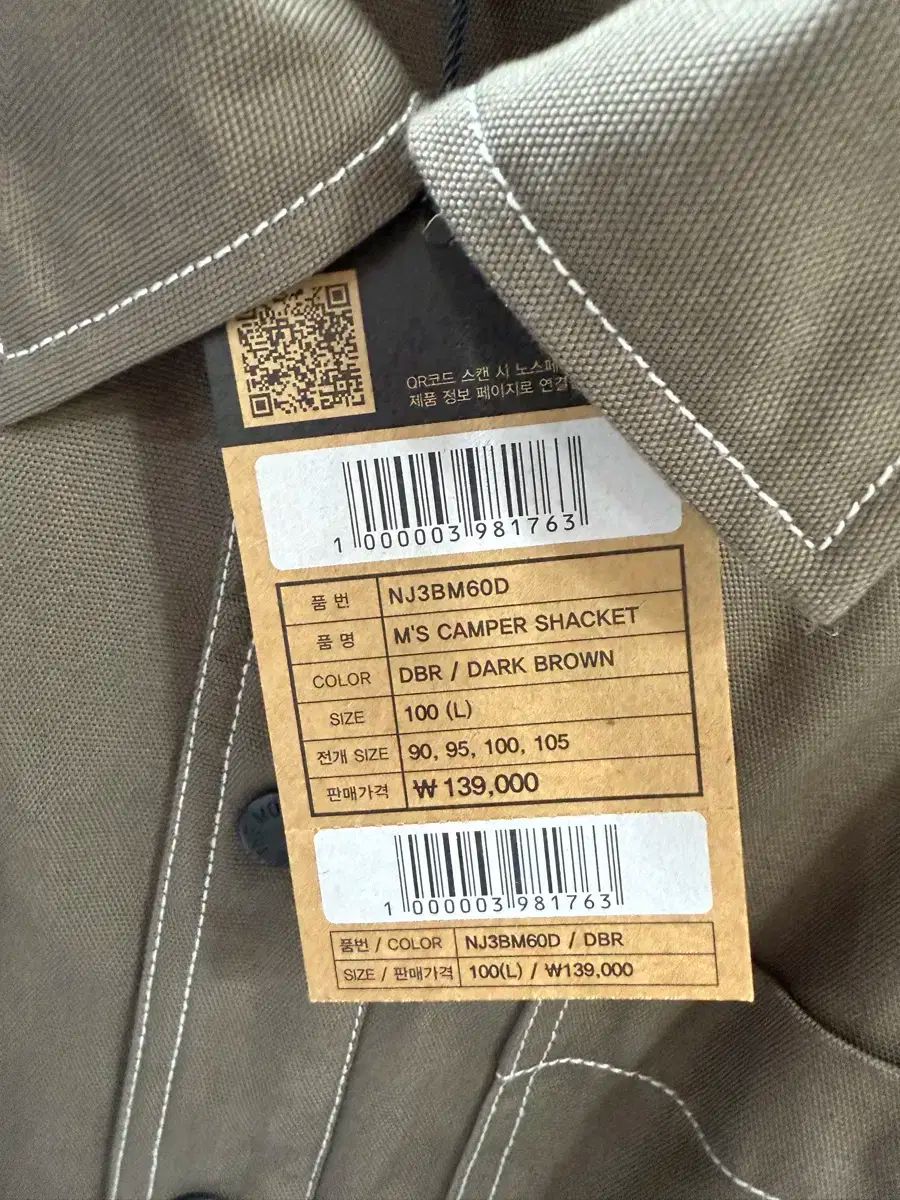 QR코드 스캔 시 노스페
제품 정보 페이지로 연결
1 000003 981763
품 번 NJ3BM60D
품 명 M'S CAMPER SHACKET
COLOR DBR / DARK BROWN
SIZE 100 (L)
전개 SIZE 90, 95, 100, 105
판매가격 ₩ 139,000
1 000003 981763
품번 / COLOR NJ3BM60D / DBR
SIZE / 판매가격 100(L) / ₩139,000